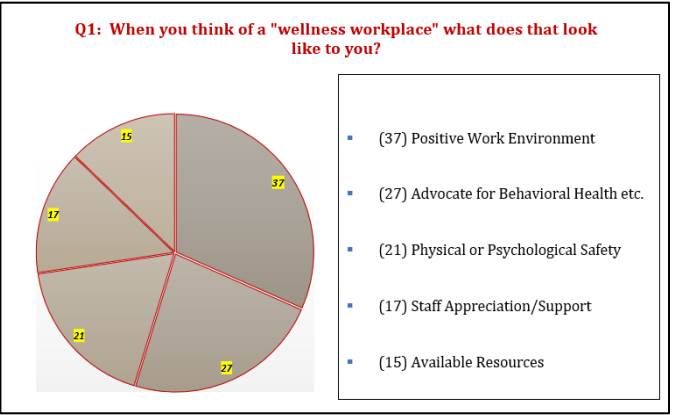 Q1:  When you think of a "wellness workplace" what does that look
like to you?
15
37
17
21
27
▪ (37) Positive Work Environment
▪ (27) Advocate for Behavioral Health etc.
▪ (21) Physical or Psychological Safety
▪ (17) Staff Appreciation/Support
▪ (15) Available Resources